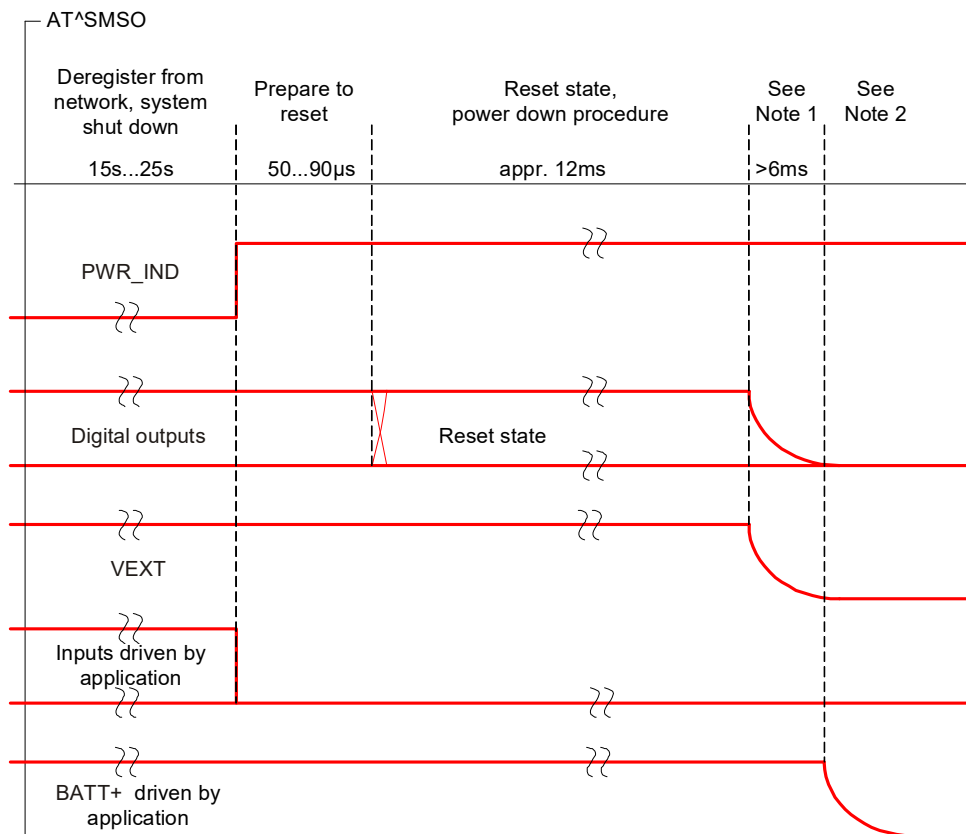 AT^SMSO
Deregister from
network, system
shut down
Prepare to
reset
Reset state,
power down procedure
See
Note 1
See
Note 2
15s...25s
50...90µs
appr. 12ms
>6ms
PWR_IND
Digital outputs
Reset state
VEXT
Inputs driven by
application
BATT+ driven by
application